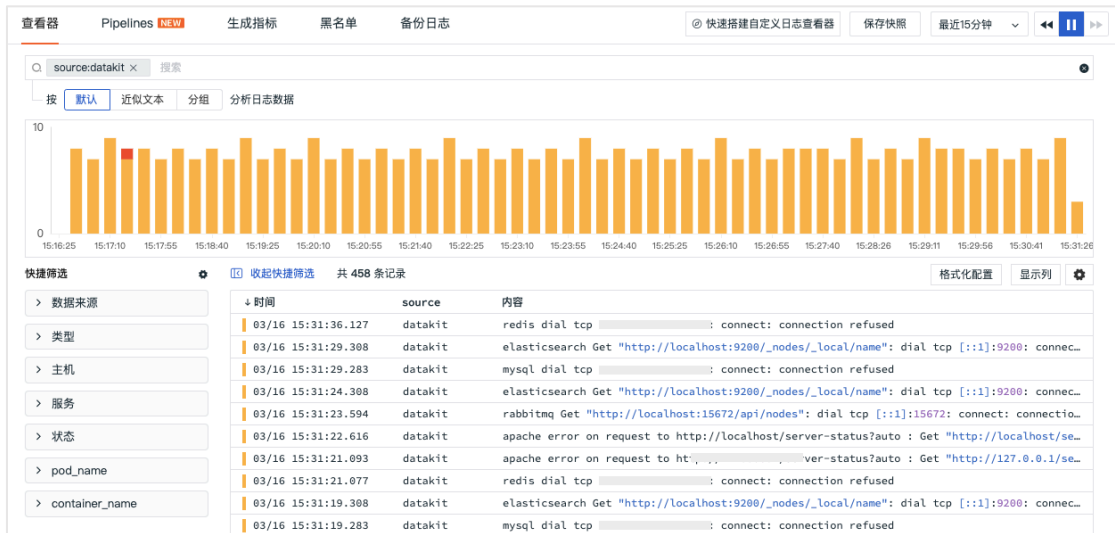 查看器 Pipelines NEW 生成指标 黑名单 备份日志 快速搭建自定义日志查看器 保存快照 最近15分钟
source:datakit × 搜索
按 默认 近似文本 分组 分析日志数据
10
0
15:16:25 15:17:10 15:17:55 15:18:40 15:19:25 15:20:10 15:20:55 15:21:40 15:22:25 15:23:10 15:23:55 15:24:40 15:25:25 15:26:10 15:26:55 15:27:40 15:28:26 15:29:11 15:29:56 15:30:41 15:31:26
快捷筛选
数据来源
类型
主机
服务
状态
pod_name
container_name
收起快捷筛选 共 458 条记录 格式化配置 显示列
↓时间 source 内容
03/16 15:31:36.127 datakit redis dial tcp : connect: connection refused
03/16 15:31:29.308 datakit elasticsearch Get "http://localhost:9200/_nodes/_local/name": dial tcp [::1]:9200: connec…
03/16 15:31:29.283 datakit mysql dial tcp : connect: connection refused
03/16 15:31:24.308 datakit elasticsearch Get "http://localhost:9200/_nodes/_local/name": dial tcp [::1]:9200: connec…
03/16 15:31:23.594 datakit rabbitmq Get "http://localhost:15672/api/nodes": dial tcp [::1]:15672: connect: connectio…
03/16 15:31:22.616 datakit apache error on request to http://localhost/server-status?auto : Get "http://localhost/se…
03/16 15:31:21.093 datakit apache error on request to ver-status?auto : Get "http://127.0.0.1/se…
03/16 15:31:21.077 datakit redis dial tcp : connect: connection refused
03/16 15:31:19.308 datakit elasticsearch Get "http://localhost:9200/_nodes/_local/name": dial tcp [::1]:9200: connec…
03/16 15:31:19.283 datakit mysql dial tcp : connect: connection refused